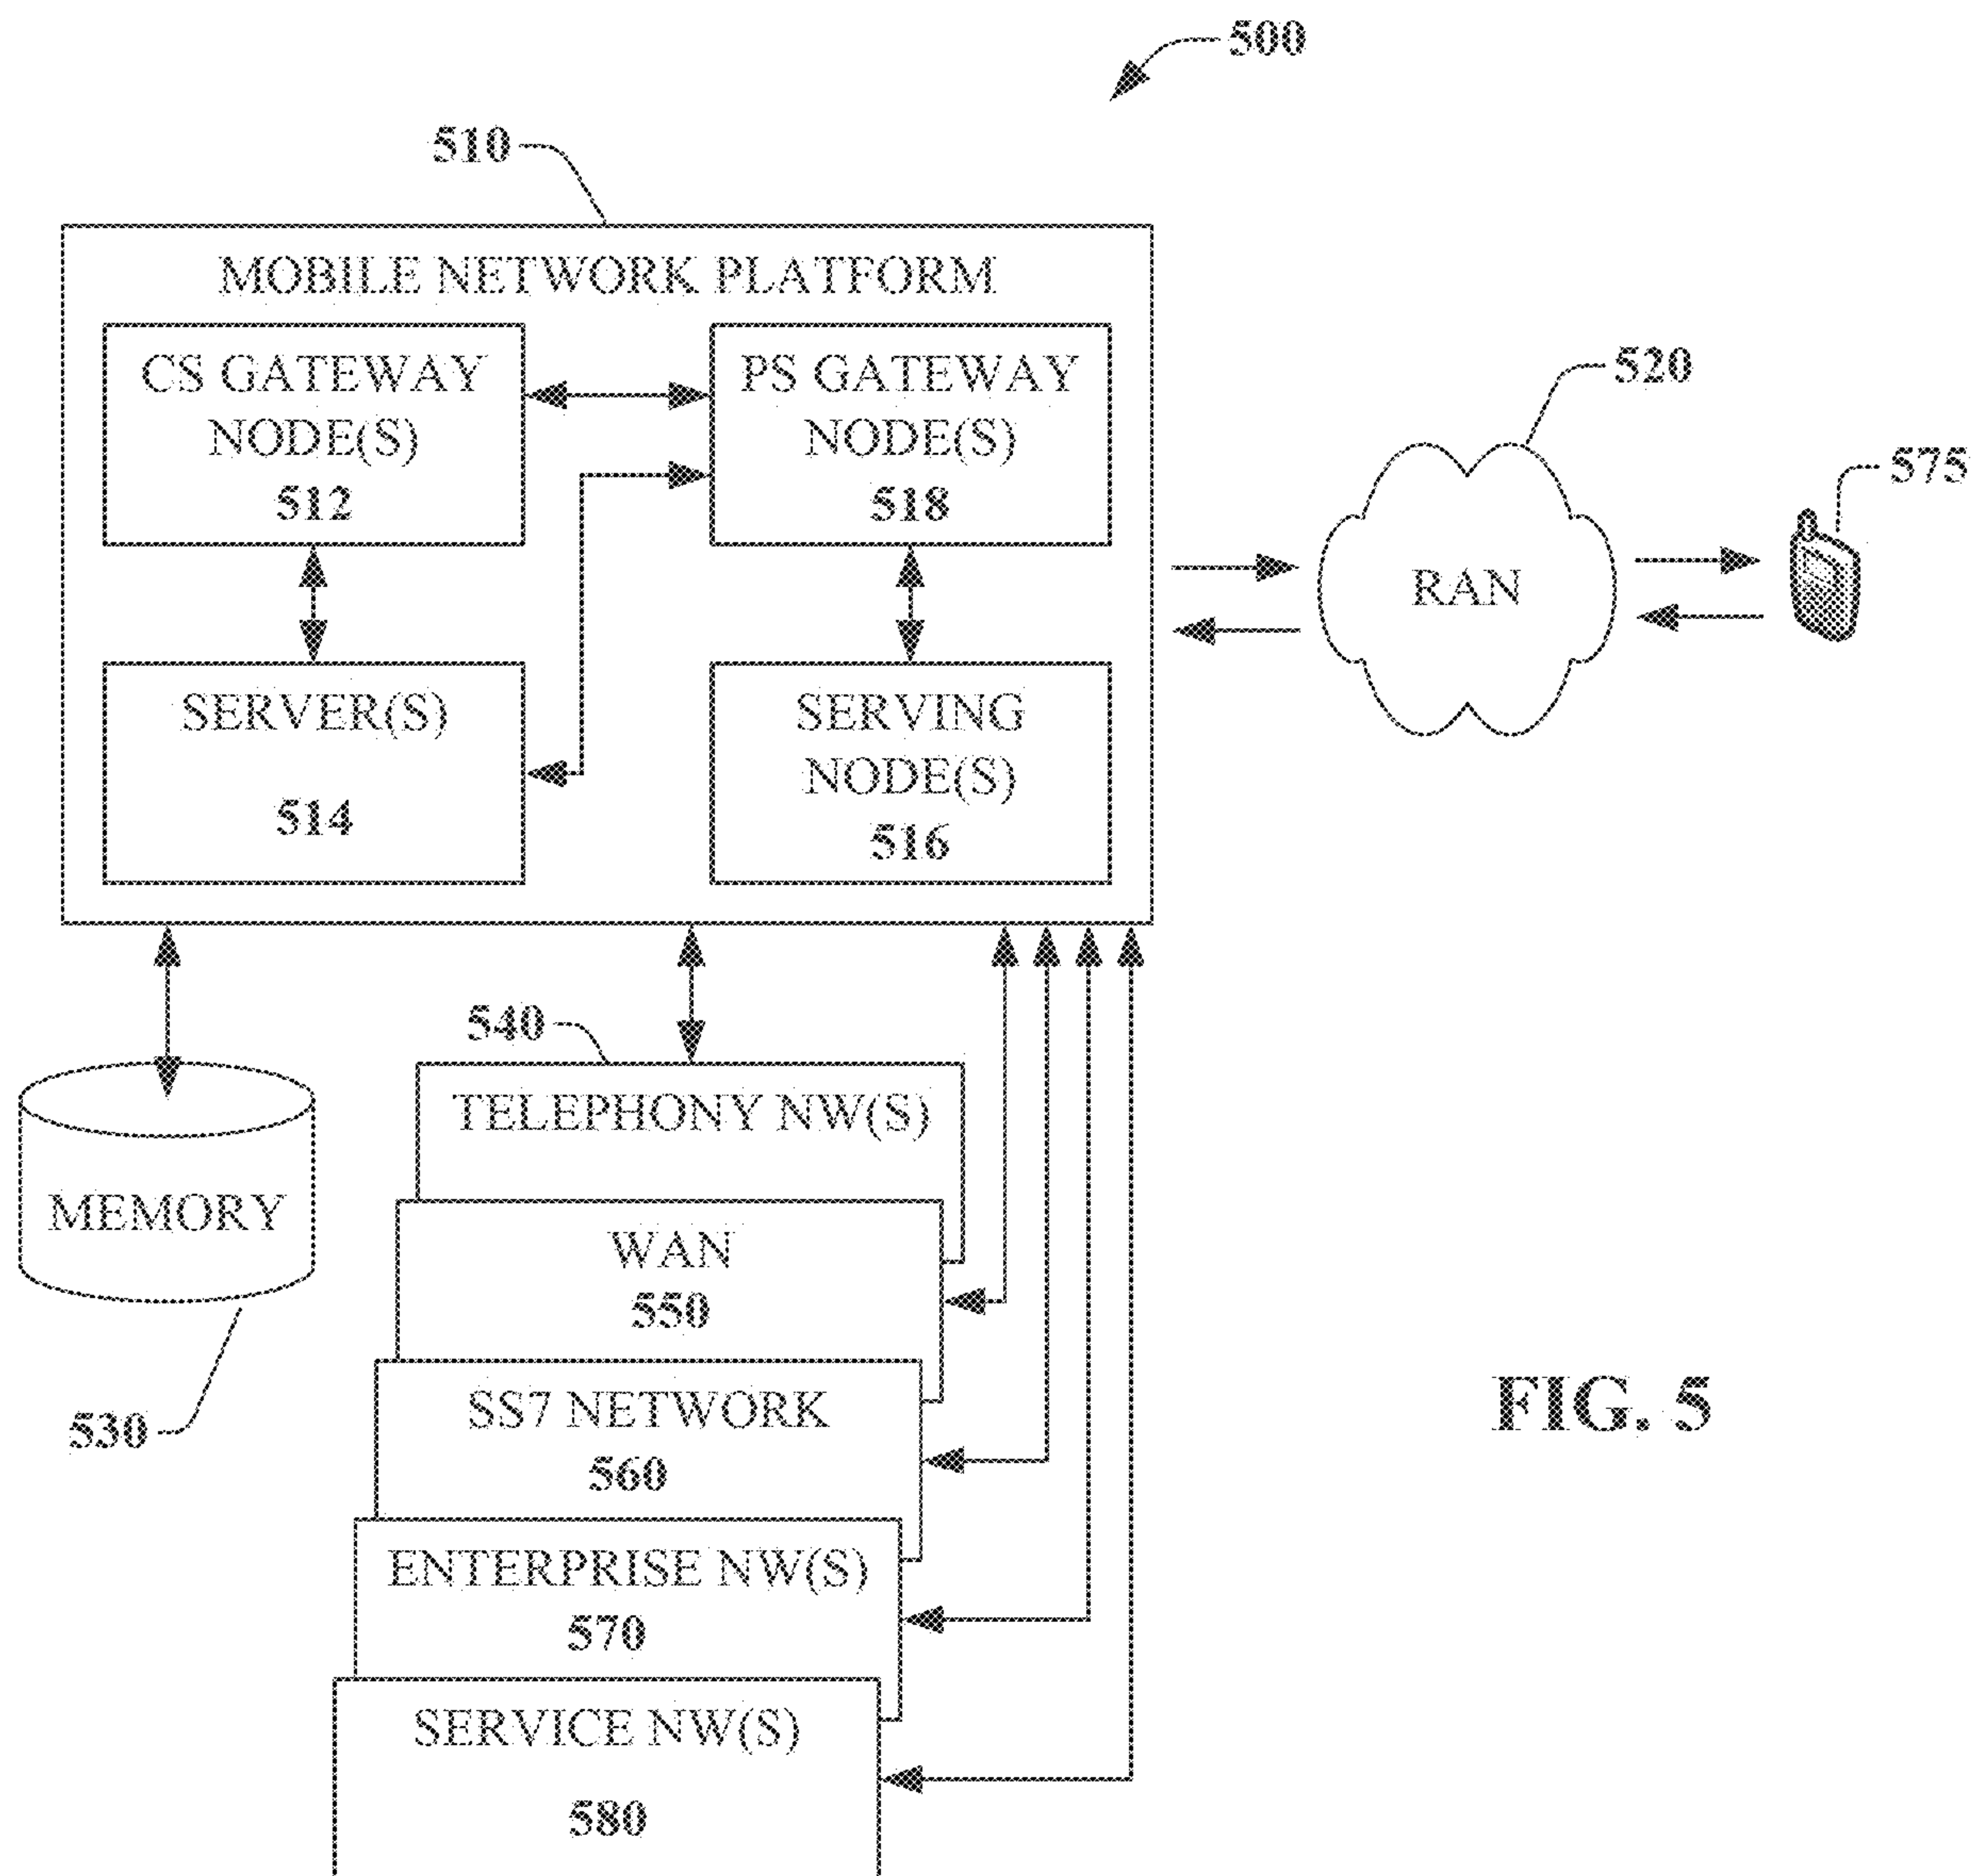 500
510
MOBILE NETWORK PLATFORM
CS GATEWAY
NODE(S)
512
PS GATEWAY
NODE(S)
518
SERVER(S)
514
SERVING
NODE(S)
516
520
RAN
575
540
TELEPHONY NW(S)
MEMORY
530
WAN
550
SS7 NETWORK
560
ENTERPRISE NW(S)
570
SERVICE NW(S)
580
FIG. 5